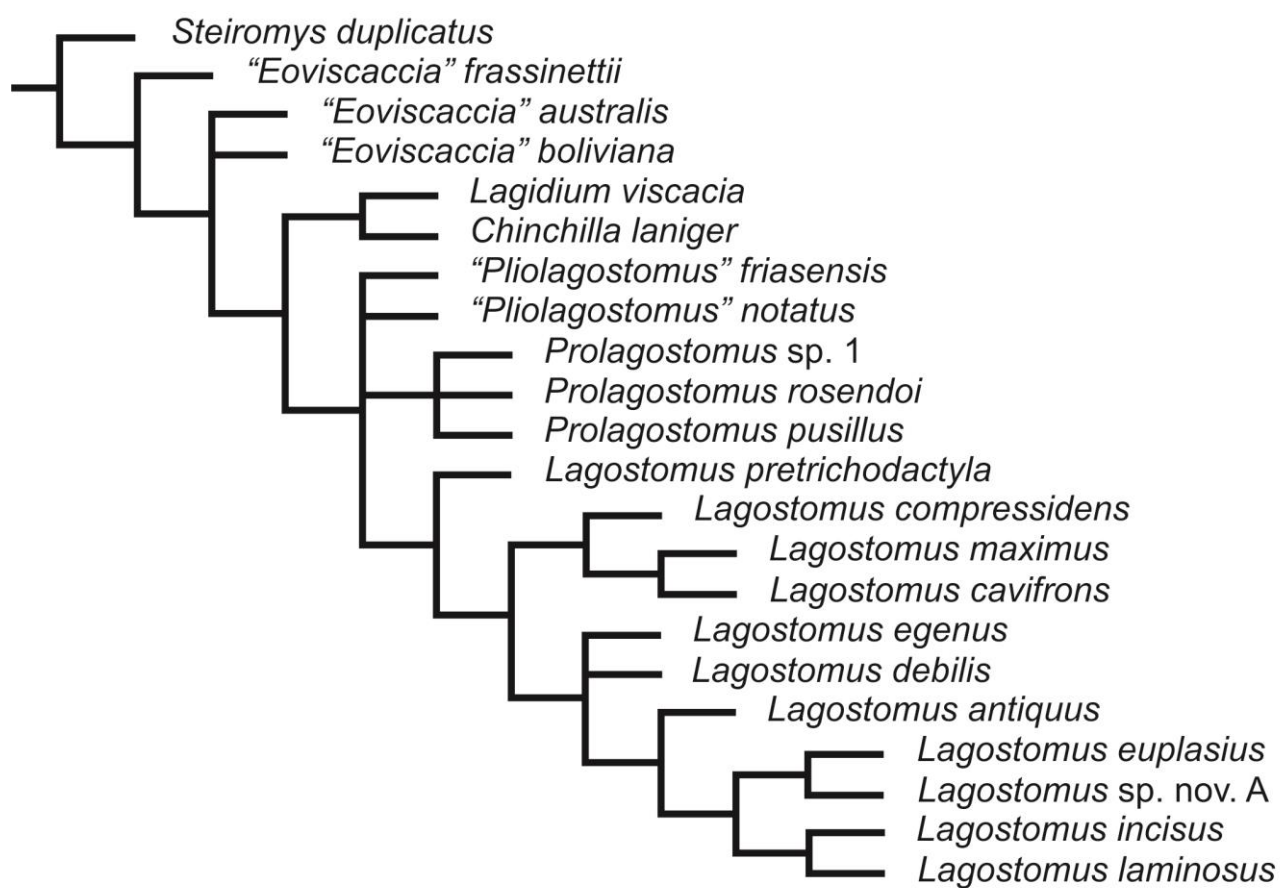 Steiromys duplicatus
“Eoviscaccia” frassinettii
“Eoviscaccia” australis
“Eoviscaccia” boliviana
Lagidium viscacia
Chinchilla laniger
“Pliolagostomus” friasensis
“Pliolagostomus” notatus
Prolagostomus sp. 1
Prolagostomus rosendoi
Prolagostomus pusillus
Lagostomus pretrichodactyla
Lagostomus compressidens
Lagostomus maximus
Lagostomus cavifrons
Lagostomus egenus
Lagostomus debilis
Lagostomus antiquus
Lagostomus euplasius
Lagostomus sp. nov. A
Lagostomus incisus
Lagostomus laminosus